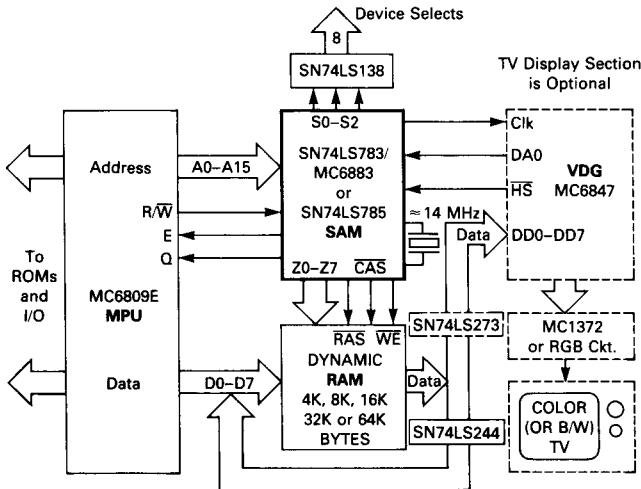 Device Selects
8
SN74LS138
TV Display Section
is Optional
S0–S2
SN74LS783/
MC6883
or
SN74LS785
SAM
Z0–Z7
CAS
Address
A0–A15
R/W
E
Q
To
ROMs
and
I/O
MC6809E
MPU
Data
D0–D7
≈ 14 MHz
Data
Clk
DA0
HS
VDG
MC6847
DD0–DD7
RAS
WE
DYNAMIC
RAM
4K, 8K, 16K
32K or 64K
BYTES
Data
SN74LS273
SN74LS244
MC1372
or RGB Ckt.
COLOR
(OR B/W)
TV